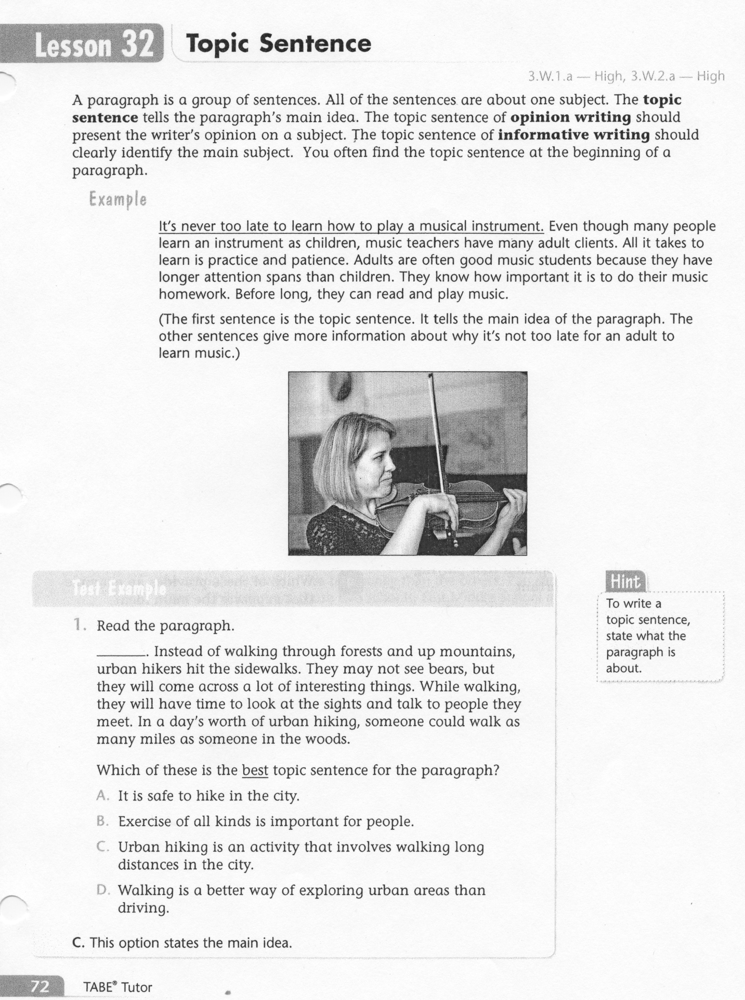 Lesson 32 Topic Sentence
3.W.1.a — High, 3.W.2.a — High
A paragraph is a group of sentences. All of the sentences are about one subject. The topic
sentence tells the paragraph's main idea. The topic sentence of opinion writing should
present the writer's opinion on a subject. The topic sentence of informative writing should
clearly identify the main subject. You often find the topic sentence at the beginning of a
paragraph.
Example
It's never too late to learn how to play a musical instrument. Even though many people
learn an instrument as children, music teachers have many adult clients. All it takes to
learn is practice and patience. Adults are often good music students because they have
longer attention spans than children. They know how important it is to do their music
homework. Before long, they can read and play music.
(The first sentence is the topic sentence. It tells the main idea of the paragraph. The
other sentences give more information about why it's not too late for an adult to
learn music.)
Test Example
1. Read the paragraph.
______. Instead of walking through forests and up mountains,
urban hikers hit the sidewalks. They may not see bears, but
they will come across a lot of interesting things. While walking,
they will have time to look at the sights and talk to people they
meet. In a day's worth of urban hiking, someone could walk as
many miles as someone in the woods.
Which of these is the best topic sentence for the paragraph?
A. It is safe to hike in the city.
B. Exercise of all kinds is important for people.
C. Urban hiking is an activity that involves walking long
distances in the city.
D. Walking is a better way of exploring urban areas than
driving.
C. This option states the main idea.
Hint
To write a
topic sentence,
state what the
paragraph is
about.
72 TABE® Tutor